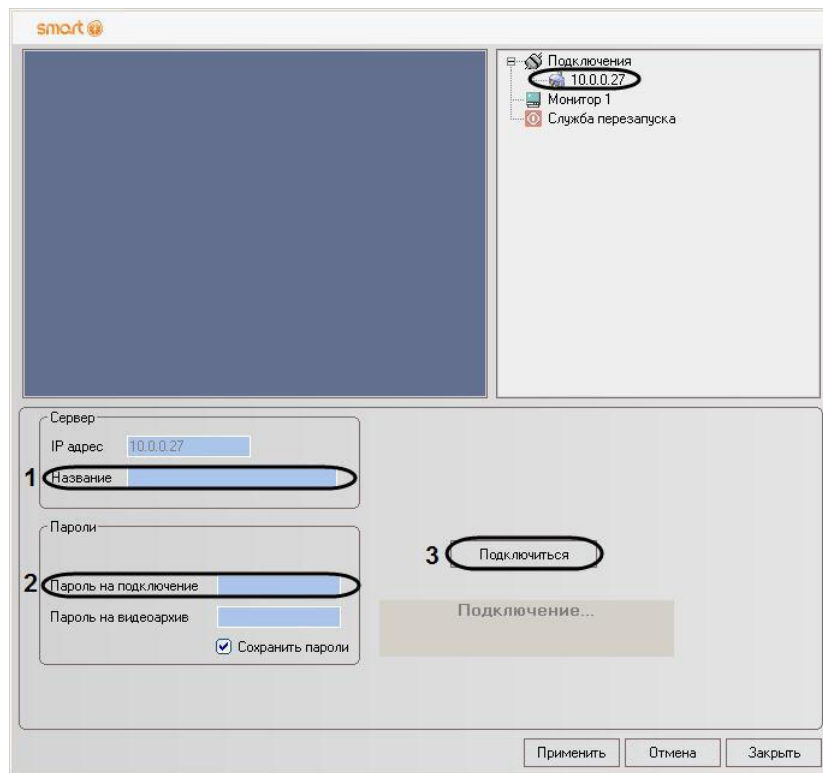 smart
Подключения
10.0.0.27
Монитор 1
Служба перезапуска
Сервер
IP адрес 10.0.0.27
1 Название
Пароли
3 Подключиться
2 Пароль на подключение
Пароль на видеоархив
Подключение...
Сохранить пароли
Применить Отмена Закрыть